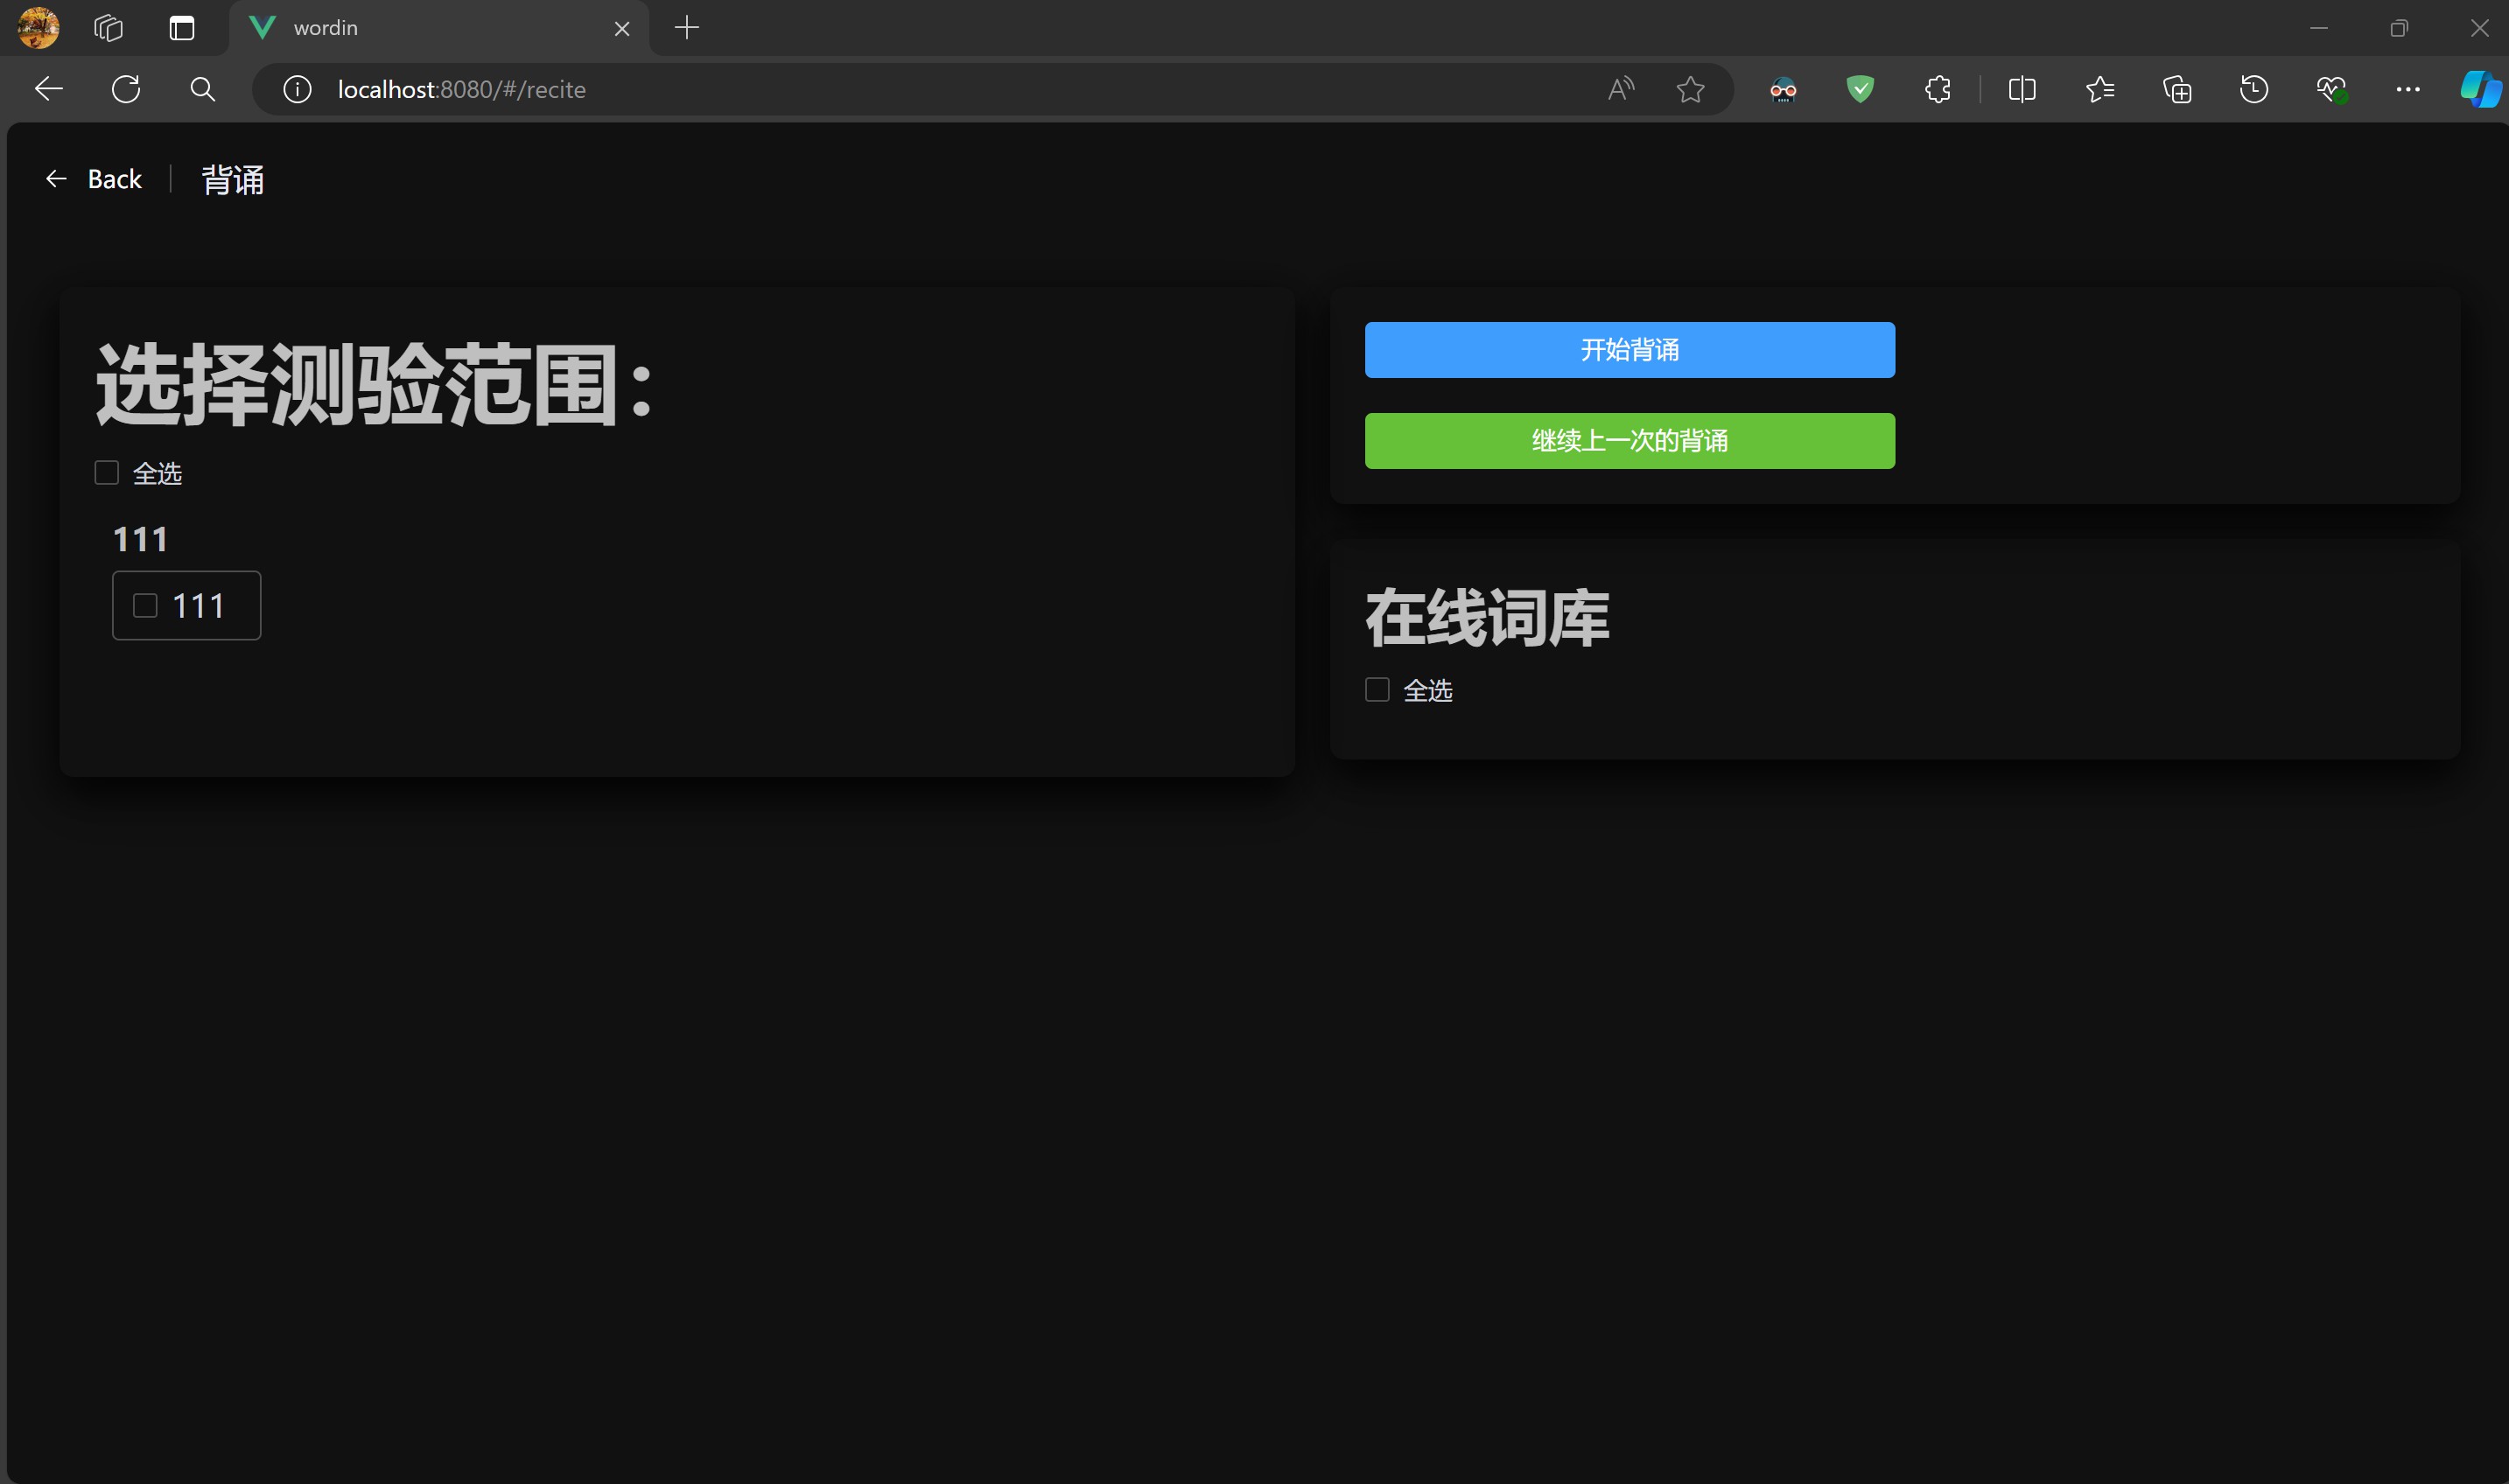 wordin
localhost:8080/#/recite
Back
背诵
选择测验范围：
全选
111
111
开始背诵
继续上一次的背诵
在线词库
全选